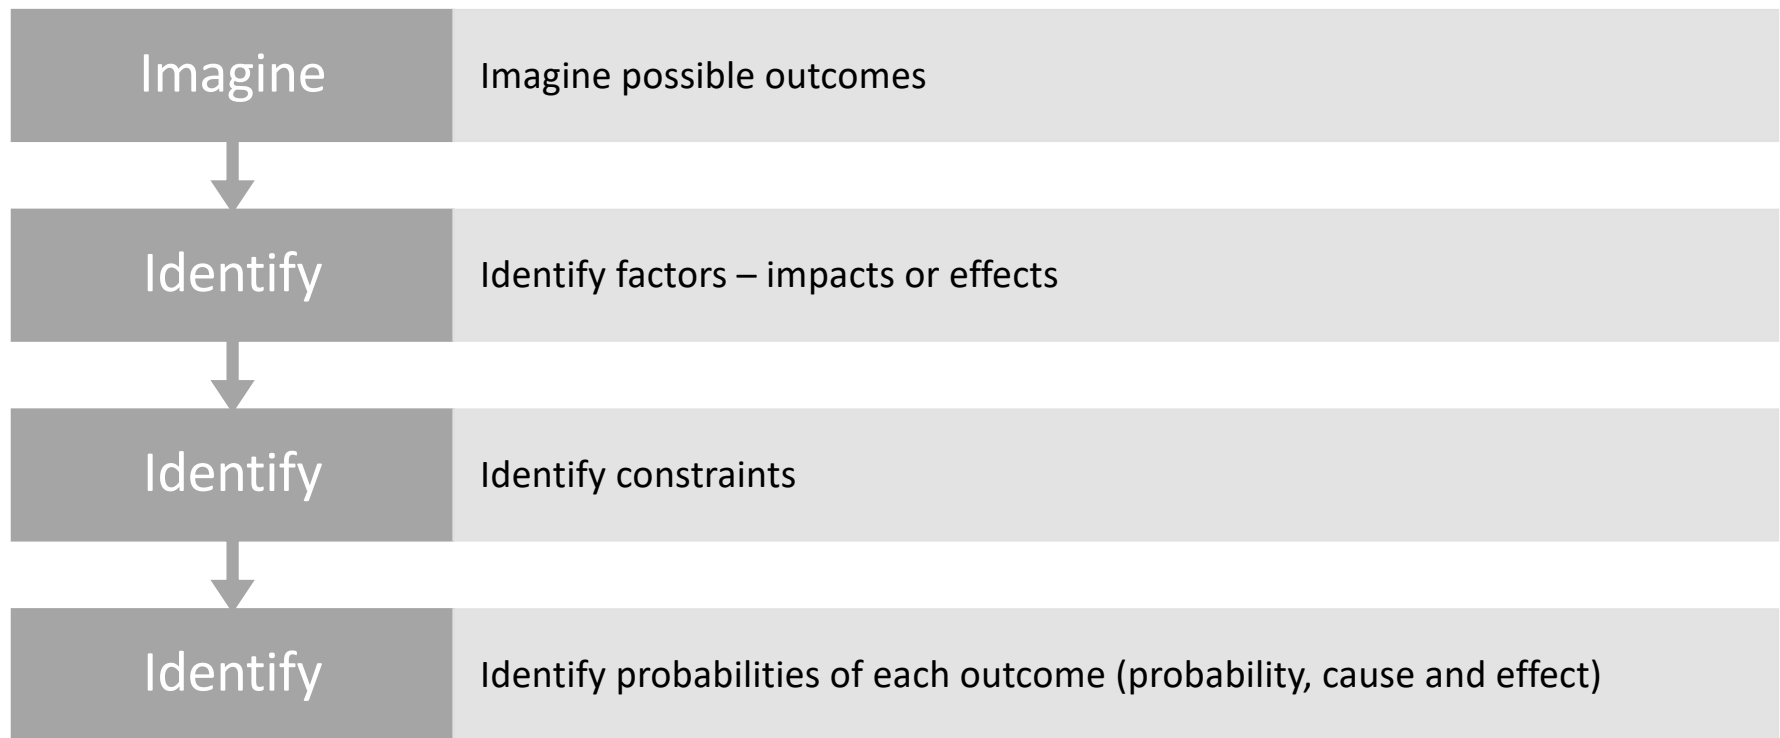 Imagine
Imagine possible outcomes
Identify
Identify factors – impacts or effects
Identify
Identify constraints
Identify
Identify probabilities of each outcome (probability, cause and effect)